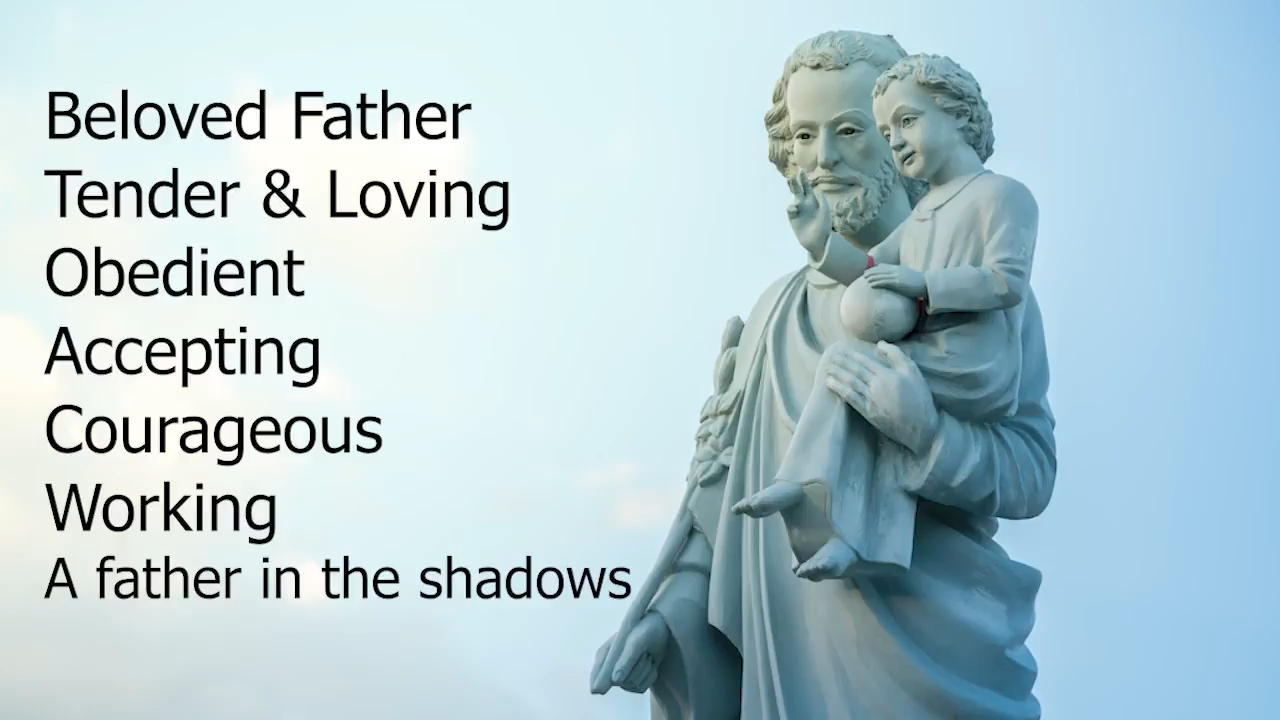 Beloved Father
Tender & Loving
Obedient
Accepting
Courageous
Working
A father in the shadows